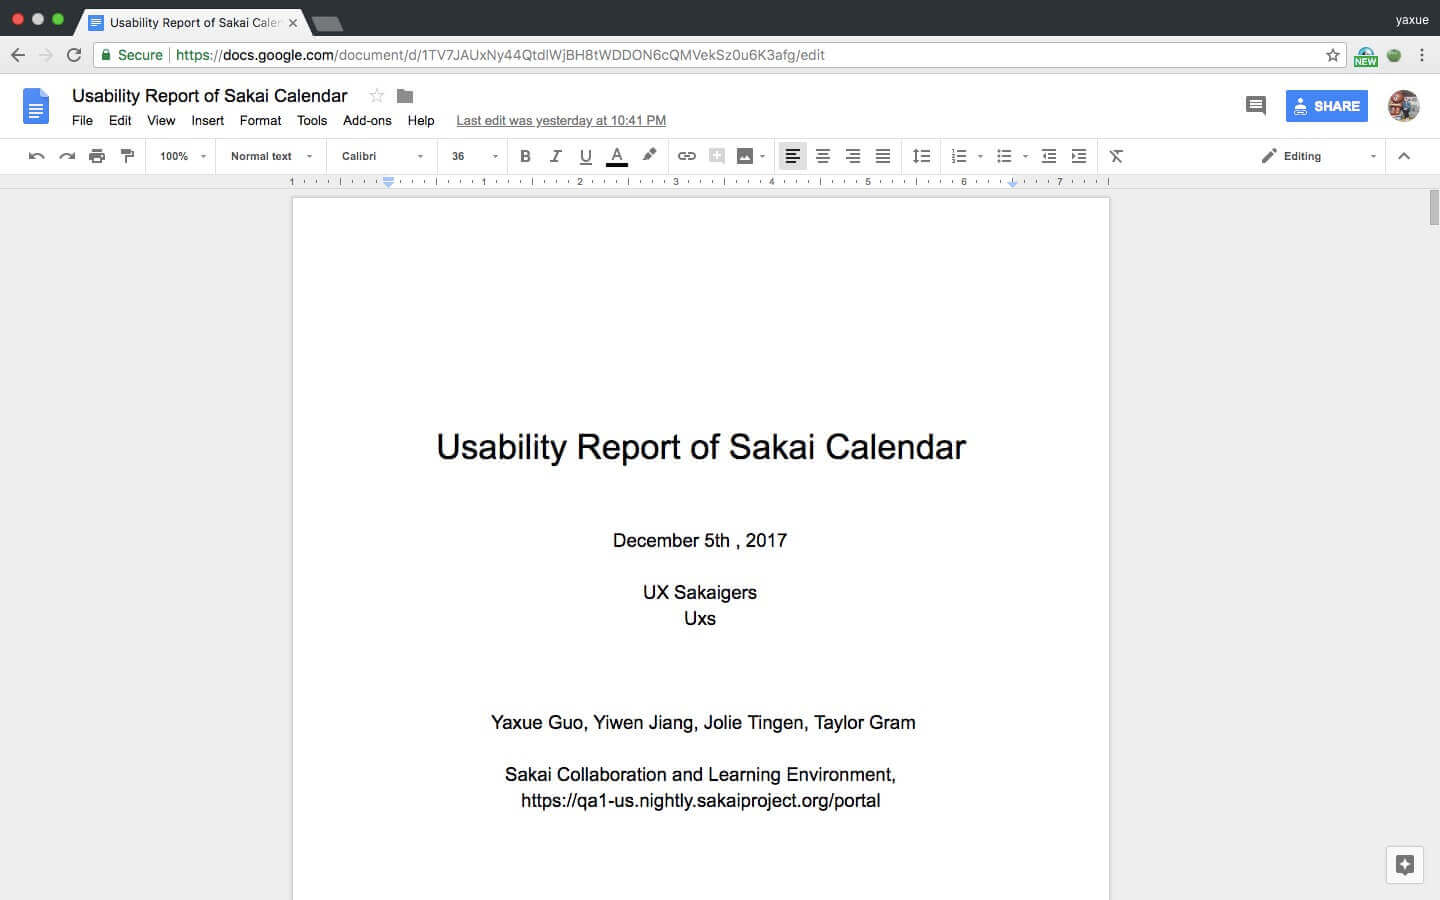 Usability Report of Sakai Calen
yaxue
Secure https://docs.google.com/document/d/1TV7JAUxNy44QtdlWjBH8tWDDON6cQMVekSz0u6K3afg/edit
NEW
Usability Report of Sakai Calendar
SHARE
File Edit View Insert Format Tools Add-ons Help Last edit was yesterday at 10:41 PM
100% Normal text Calibri 36 B I U A Editing
1 1 2 3 4 5 6 7
Usability Report of Sakai Calendar
December 5th , 2017
UX Sakaigers
Uxs
Yaxue Guo, Yiwen Jiang, Jolie Tingen, Taylor Gram
Sakai Collaboration and Learning Environment,
https://qa1-us.nightly.sakaiproject.org/portal